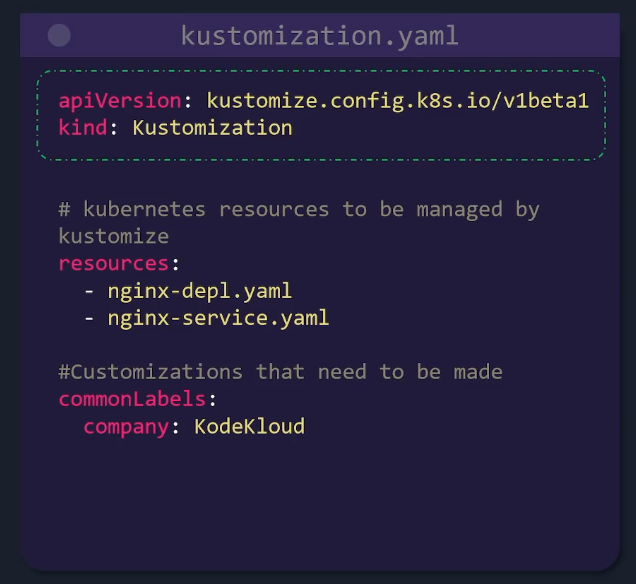 kustomization.yaml
apiVersion: kustomize.config.k8s.io/v1beta1
kind: Kustomization
# kubernetes resources to be managed by
kustomize
resources:
  - nginx-depl.yaml
  - nginx-service.yaml
#Customizations that need to be made
commonLabels:
  company: KodeKloud